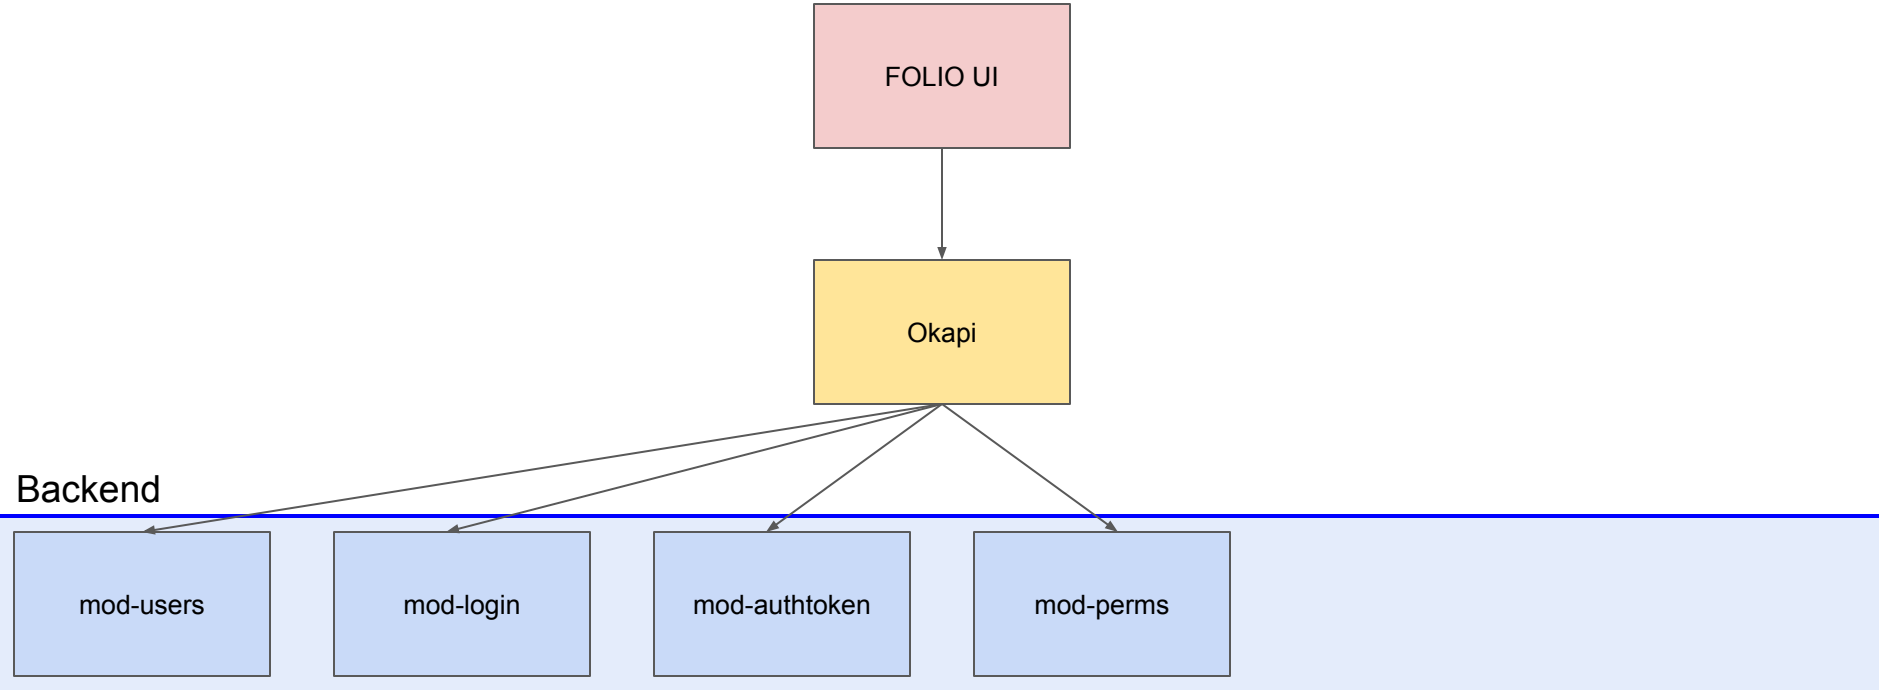 FOLIO UI
Okapi
Backend
mod-users
mod-login
mod-authtoken
mod-perms